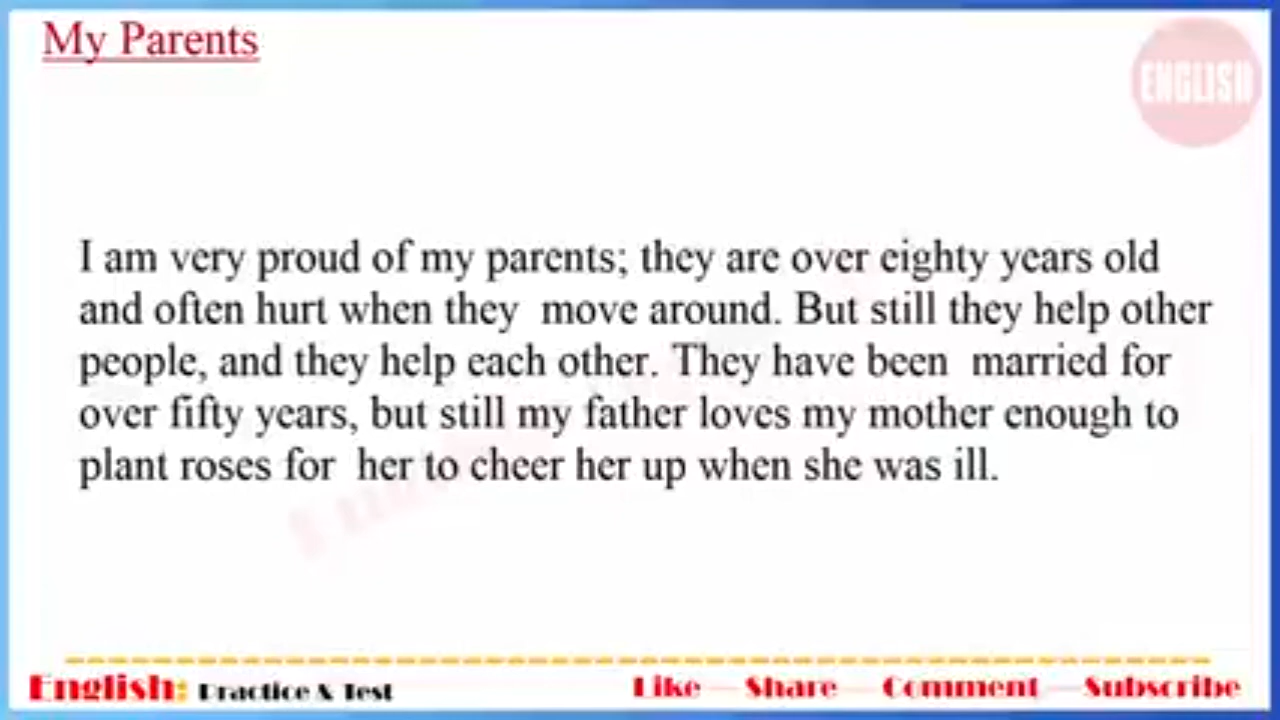 My Parents
ENGLISH
I am very proud of my parents; they are over eighty years old
and often hurt when they move around. But still they help other
people, and they help each other. They have been married for
over fifty years, but still my father loves my mother enough to
plant roses for her to cheer her up when she was ill.
English: Practice & Test
Like — Share — Comment — Subscribe